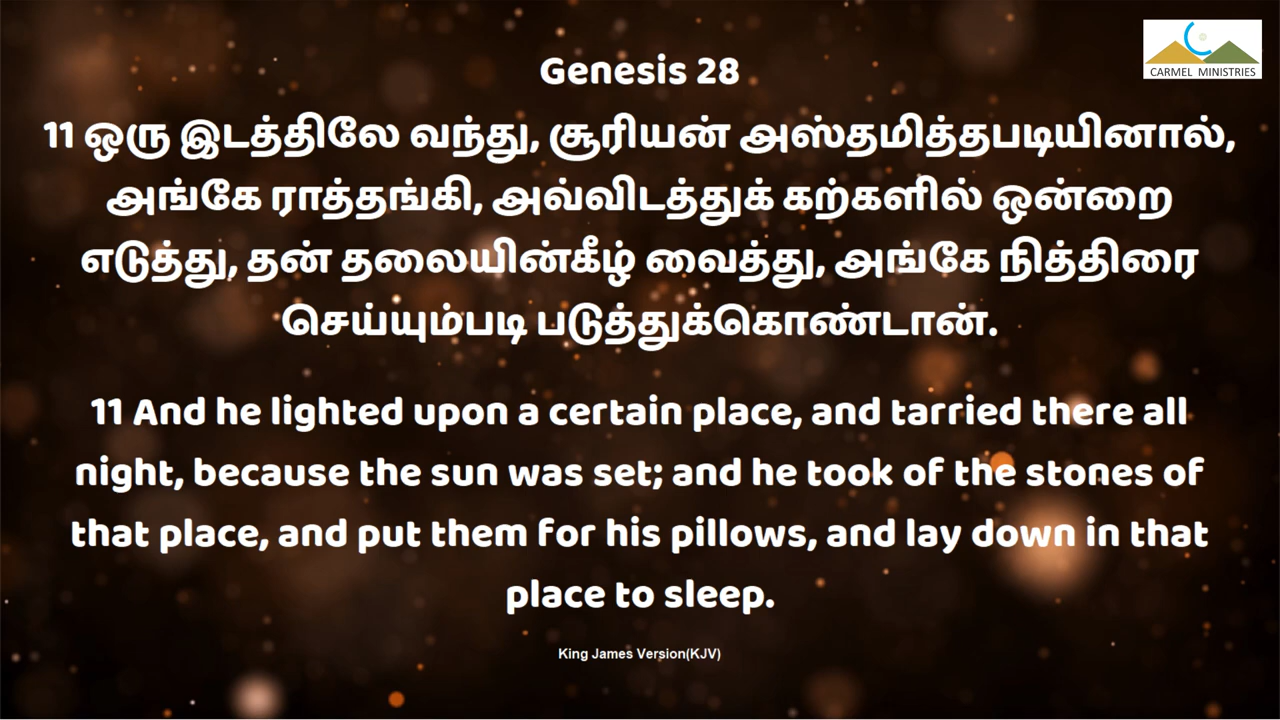 CARMEL MINISTRIES
Genesis 28
11 ஒரு இடத்திலே வந்து, சூரியன் அஸ்தமித்தபடியினால்,
அங்கே ராத்தங்கி, அவ்விடத்துக் கற்களில் ஒன்றை
எடுத்து, தன் தலையின்கீழ் வைத்து, அங்கே நித்திரை
செய்யும்படி படுத்துக்கொண்டான்.
11 And he lighted upon a certain place, and tarried there all
night, because the sun was set; and he took of the stones of
that place, and put them for his pillows, and lay down in that
place to sleep.
King James Version(KJV)